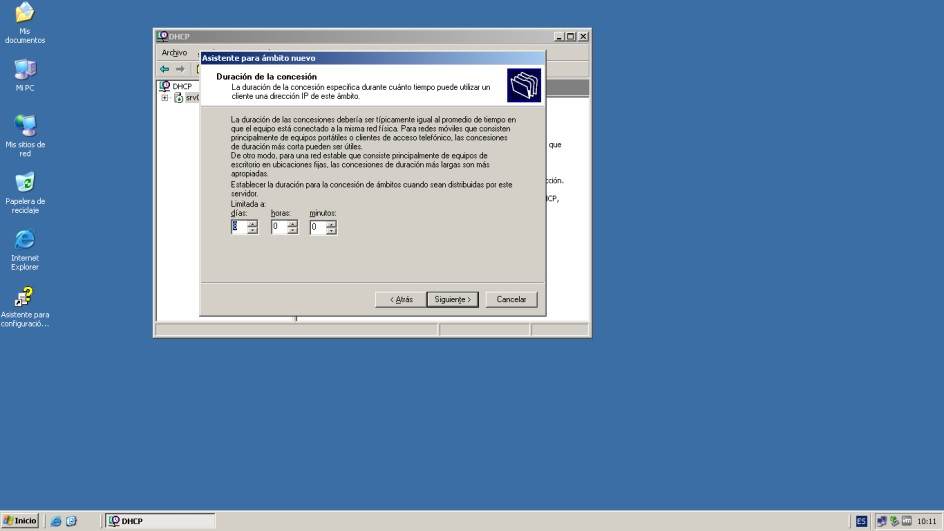 Mis
documentos
Mi PC
Mis sitios de
red
Papelera de
reciclaje
Internet
Explorer
Asistente para
configuració...
DHCP
Archivo
DHCP
Asistente para ámbito nuevo
Duración de la concesión
La duración de la concesión especifica durante cuánto tiempo puede utilizar un
cliente una dirección IP de este ámbito.
La duración de las concesiones debería ser típicamente igual al promedio de tiempo en
que el equipo está conectado a la misma red física. Para redes móviles que consisten
principalmente de equipos portátiles o clientes de acceso telefónico, las concesiones
de duración más corta pueden ser útiles.
De otro modo, para una red estable que consiste principalmente de equipos de
escritorio en ubicaciones fijas, las concesiones de duración más largas son más
apropiadas.
Establecer la duración para la concesión de ámbitos cuando sean distribuidas por este
servidor.
Limitada a:
días: horas: minutos:
8 0 0
< Atrás Siguiente > Cancelar
que
Inicio DHCP ES 10:11